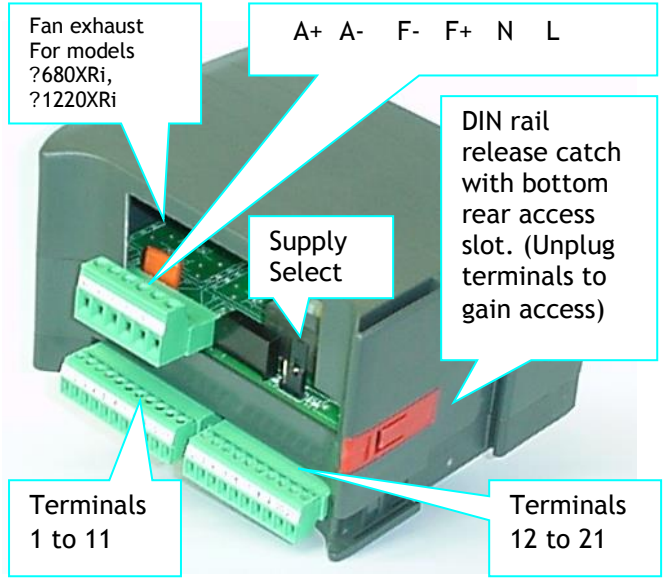 Fan exhaust
For models
?680XRi,
?1220XRi
A+ A- F- F+ N L
DIN rail
release catch
with bottom
rear access
slot. (Unplug
terminals to
gain access)
Supply
Select
Terminals
1 to 11
Terminals
12 to 21